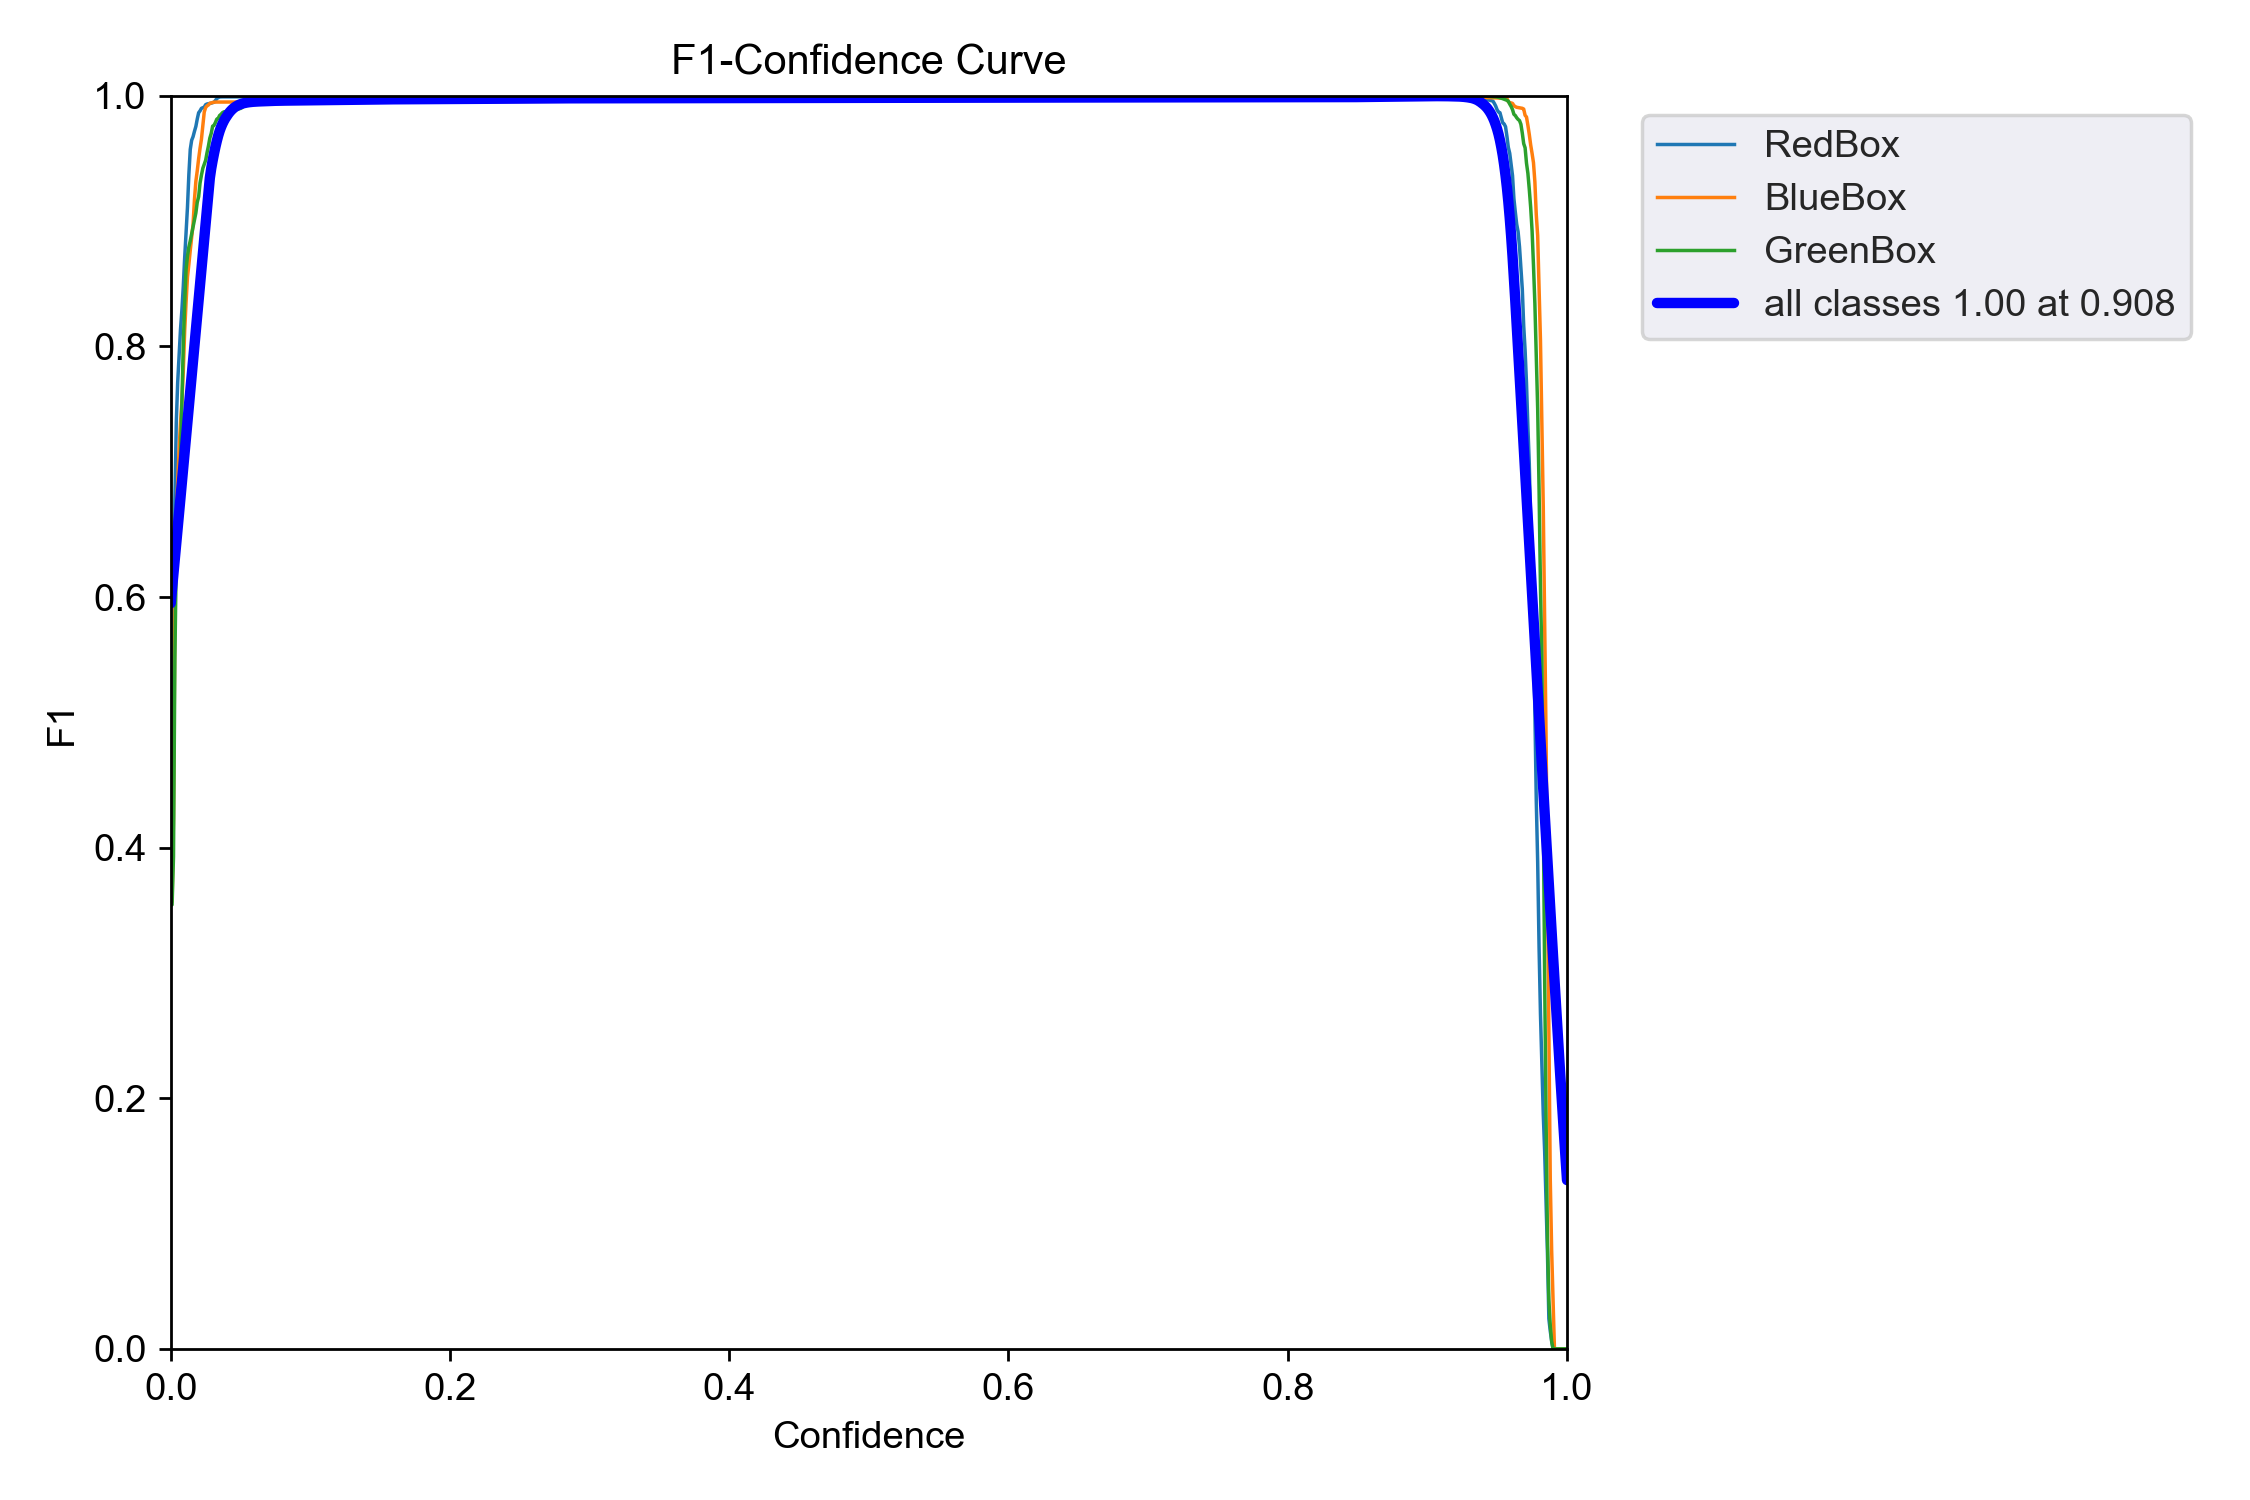 F1-Confidence Curve
1.0
0.8
0.6
0.4
0.2
0.0
F1
0.0 0.2 0.4 0.6 0.8 1.0
Confidence
RedBox
BlueBox
GreenBox
all classes 1.00 at 0.908